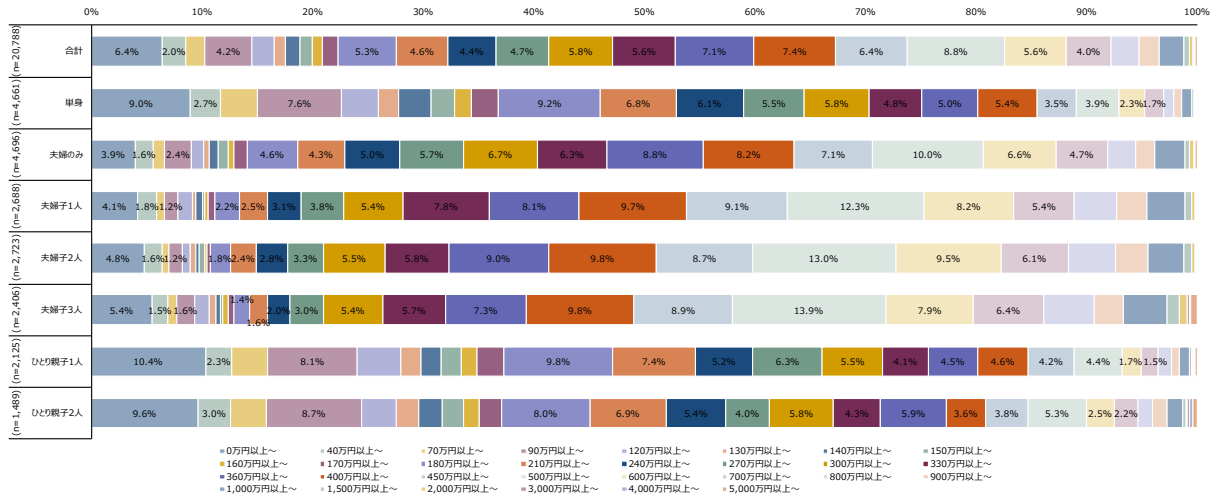 0% 10% 20% 30% 40% 50% 60% 70% 80% 90% 100%
合計 (n=20,788) 6.4% 2.0% 4.2% 5.3% 4.6% 4.4% 4.7% 5.8% 5.6% 7.1% 7.4% 6.4% 8.8% 5.6% 4.0%
単身 (n=4,661) 9.0% 2.7% 7.6% 9.2% 6.8% 6.1% 5.5% 5.8% 4.8% 5.0% 5.4% 3.5% 3.9% 2.3% 1.7%
夫婦のみ (n=4,696) 3.9% 1.6% 2.4% 4.6% 4.3% 5.0% 5.7% 6.7% 6.3% 8.8% 8.2% 7.1% 10.0% 6.6% 4.7%
夫婦子1人 (n=2,688) 4.1% 1.8% 1.2% 2.2% 2.5% 3.1% 3.8% 5.4% 7.8% 8.1% 9.7% 9.1% 12.3% 8.2% 5.4%
夫婦子2人 (n=2,723) 4.8% 1.6% 1.2% 1.8% 2.4% 2.8% 3.3% 5.5% 5.8% 9.0% 9.8% 8.7% 13.0% 9.5% 6.1%
夫婦子3人 (n=2,446) 5.4% 1.5% 1.6% 1.4% 1.6% 2.0% 3.0% 5.4% 5.7% 7.3% 9.8% 8.9% 13.9% 7.9% 6.4%
ひとり親子1人 (n=2,125) 10.4% 2.3% 8.1% 9.8% 7.4% 5.2% 6.3% 5.5% 4.1% 4.5% 4.6% 4.2% 4.4% 1.7% 1.5%
ひとり親子2人 (n=1,489) 9.6% 3.0% 8.7% 8.0% 6.9% 5.4% 4.0% 5.8% 4.3% 5.9% 3.6% 3.8% 5.3% 2.5% 2.2%
0万円以上～ 40万円以上～ 70万円以上～ 90万円以上～ 120万円以上～ 130万円以上～ 140万円以上～ 150万円以上～
160万円以上～ 170万円以上～ 180万円以上～ 210万円以上～ 240万円以上～ 270万円以上～ 300万円以上～ 330万円以上～
360万円以上～ 400万円以上～ 450万円以上～ 500万円以上～ 600万円以上～ 700万円以上～ 800万円以上～ 900万円以上～
1,000万円以上～ 1,500万円以上～ 2,000万円以上～ 3,000万円以上～ 4,000万円以上～ 5,000万円以上～